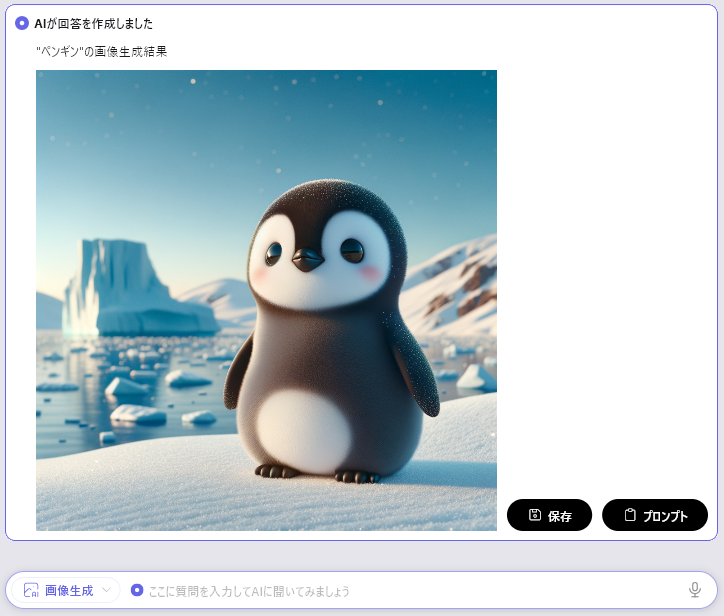 AIが回答を作成しました
"ペンギン"の画像生成結果
保存
プロンプト
AI
画像生成
ここに質問を入力してAIに聞いてみましょう